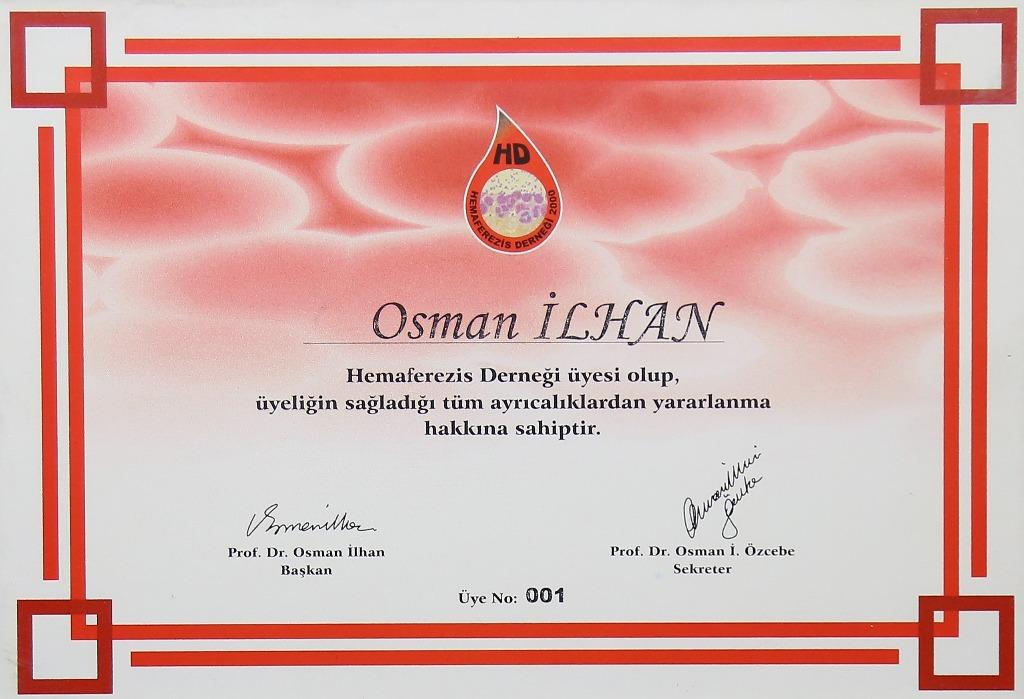 HD
HEMAFEREZİS DERNEĞİ 2000
Osman İLHAN
Hemaferezis Derneği üyesi olup,
üyeliğin sağladığı tüm ayrıcalıklardan yararlanma
hakkına sahiptir.
Prof. Dr. Osman İlhan
Başkan
Prof. Dr. Osman İ. Özcebe
Sekreter
Üye No: 001